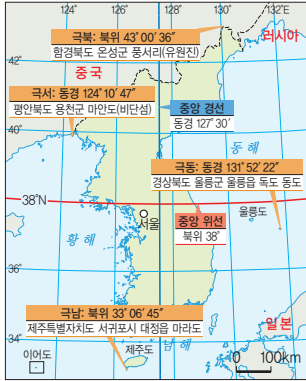 124° 126° 128° 130°
극북: 북위 43° 00′ 36″
함경북도 온성군 풍서리(유원진)
러시아
42°
중국
극서: 동경 124° 10′ 47″
평안북도 용천군 마안도(비단섬)
중앙 경선
동경 127° 30′
40°
동해
극동: 동경 131° 52′ 22″
경상북도 울릉군 울릉읍 독도 동도
38°N
서울
울릉도
중앙 위선
북위 38°
황해
36°
극남: 북위 33° 06′ 45″
제주특별자치도 서귀포시 대정읍 마라도
일본
34°
이어도
제주도
남해
0 100km